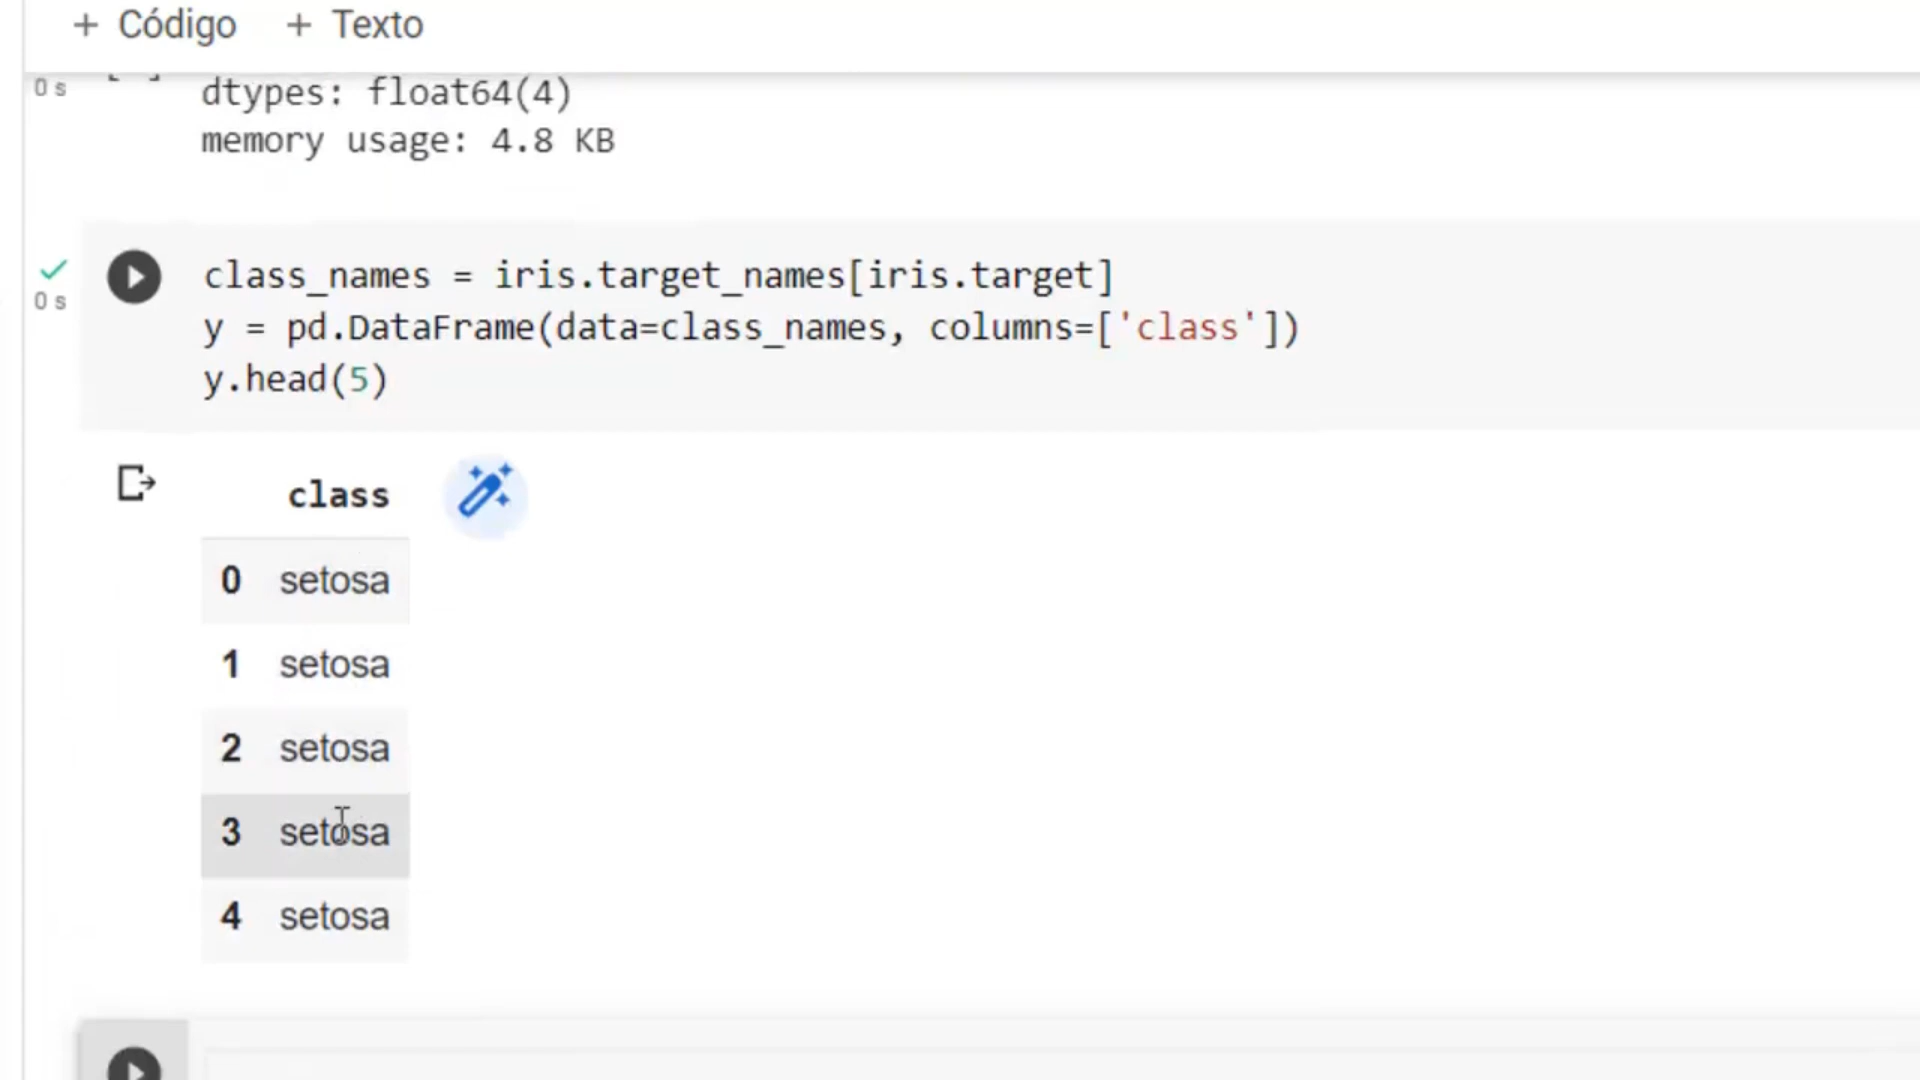 + Código + Texto
0 s
dtypes: float64(4)
memory usage: 4.8 KB
0 s
class_names = iris.target_names[iris.target]
y = pd.DataFrame(data=class_names, columns=['class'])
y.head(5)
class
0 setosa
1 setosa
2 setosa
3 setosa
4 setosa